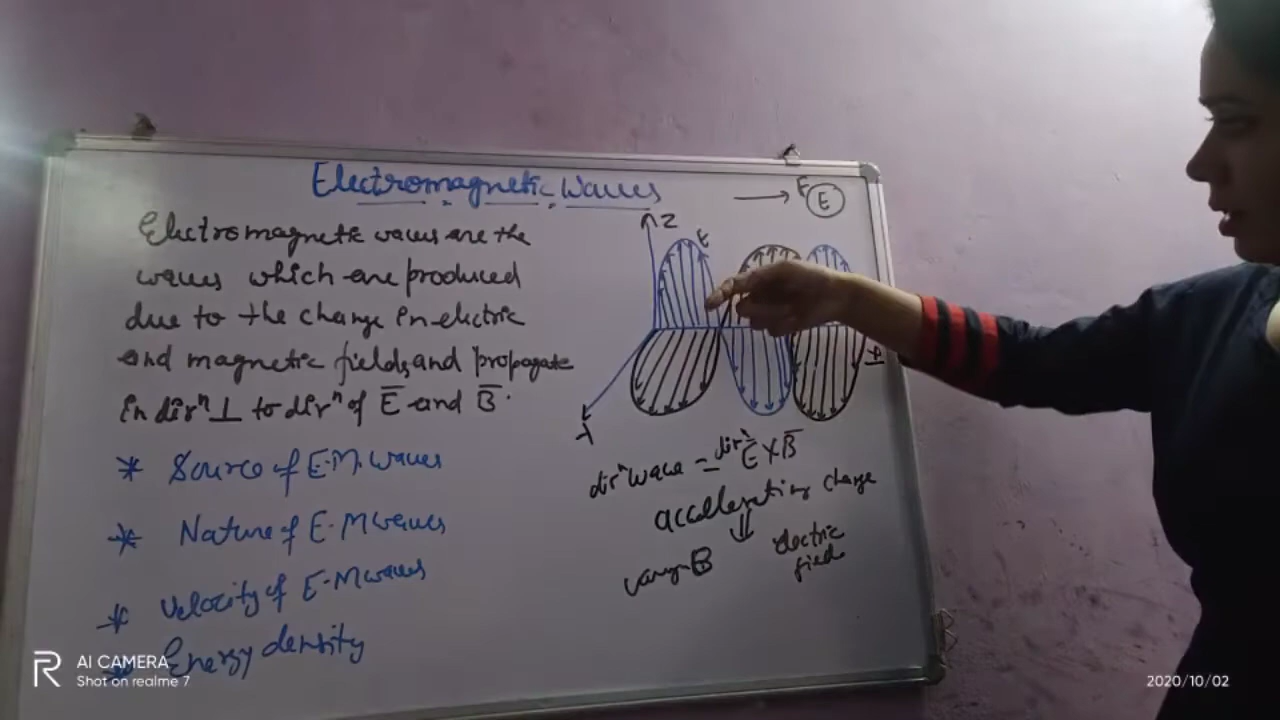 Electromagnetic Waves
Electromagnetic waves are the
waves which are produced
due to the change in electric
and magnetic fields, and propagate
in dirⁿ ⊥ to dirⁿ of E̅ and B̅.
* Source of E.M. waves
* Nature of E.M waves
* Velocity of E.M waves
* Energy density
→ E E
Z
E
dirⁿ wave = dirⁿ E̅ X B̅
accelerating charge
⇓
electric
field
B
AI CAMERA
Shot on realme 7
2020/10/02